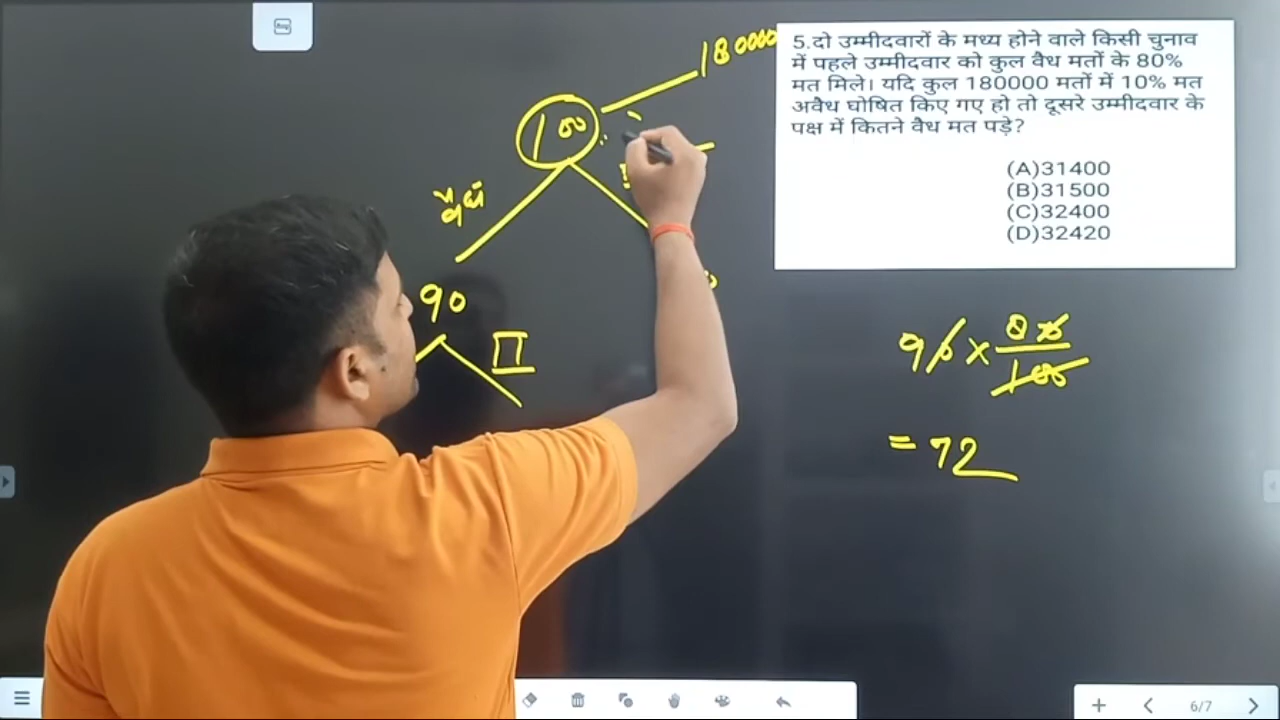 180000
5.दो उम्मीदवारों के मध्य होने वाले किसी चुनाव
में पहले उम्मीदवार को कुल वैध मतों के 80%
मत मिले। यदि कुल 180000 मतों में 10% मत
अवैध घोषित किए गए हो तो दूसरे उम्मीदवार के
पक्ष में कितने वैध मत पड़े?
(A)31400
(B)31500
(C)32400
(D)32420
100
वैध
90
II
90 × 80/100
= 72
6/7